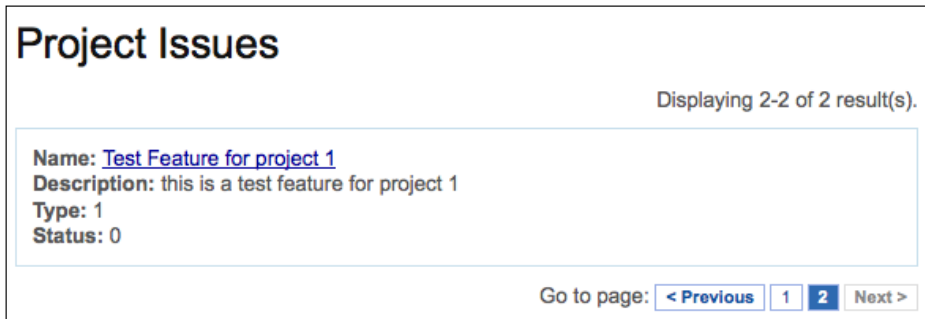 Project Issues
Displaying 2-2 of 2 result(s).
Name: Test Feature for project 1
Description: this is a test feature for project 1
Type: 1
Status: 0
Go to page: < Previous 1 2 Next >